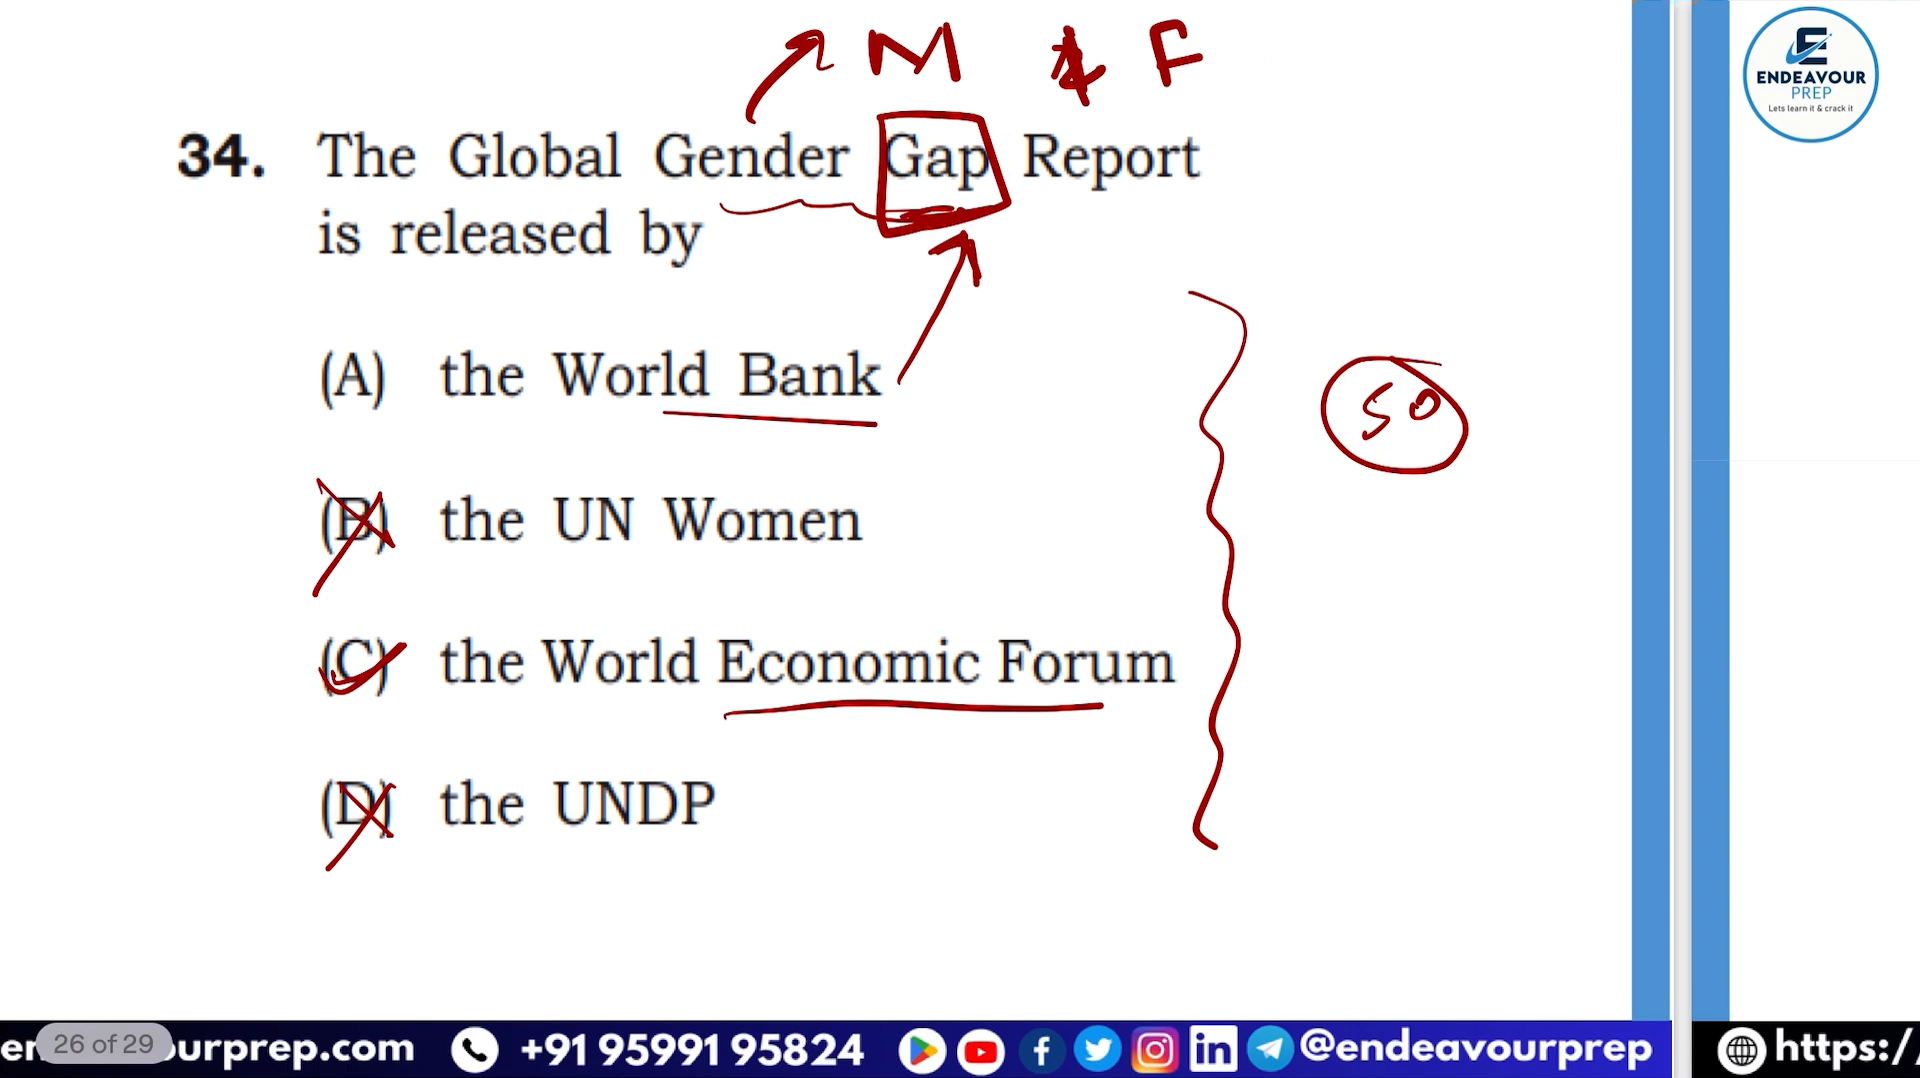 M & F
ENDEAVOUR
PREP
Lets learn it & crack it
34. The Global Gender Gap Report
is released by
(A) the World Bank
50
(B) the UN Women
(C) the World Economic Forum
(D) the UNDP
26 of 29
urprep.com
+91 95991 95824
@endeavourprep
https:/